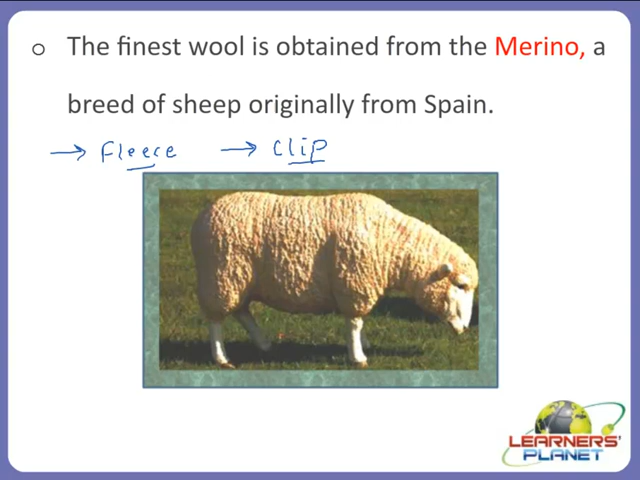 o The finest wool is obtained from the Merino, a
breed of sheep originally from Spain.
→ Fleece → Clip
LEARNERS'
PLANET